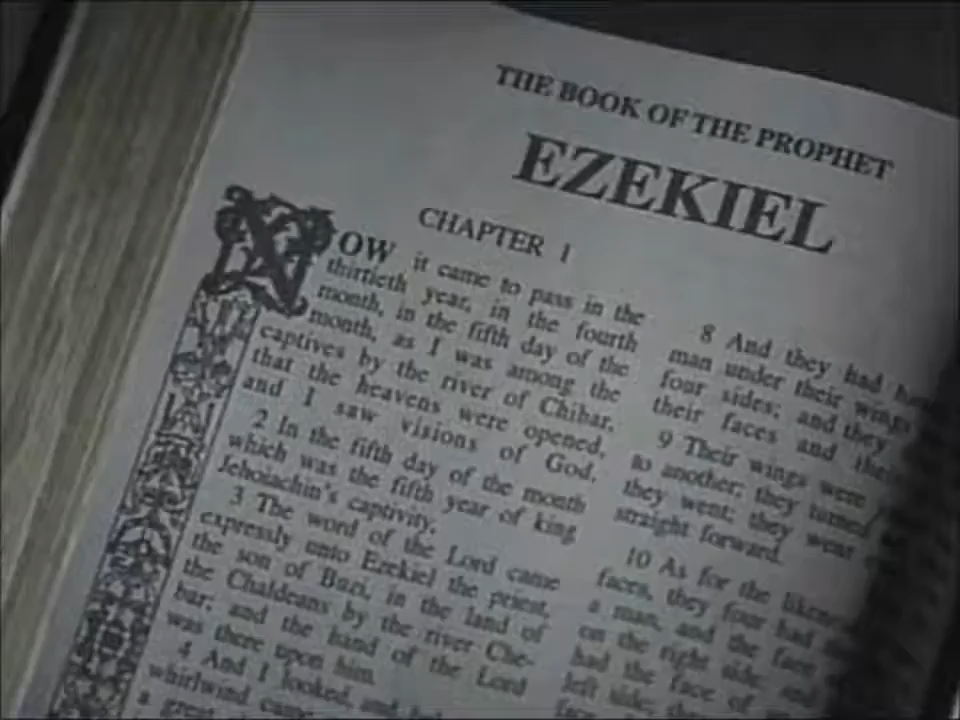 THE BOOK OF THE PROPHET
EZEKIEL
CHAPTER 1
NOW it came to pass in the
thirtieth year, in the fourth
month, in the fifth day of the
month, as I was among the
captives by the river of Chibar,
that the heavens were opened,
and I saw visions of God,
2 In the fifth day of the month
which was the fifth year of king
Jehoiachin's captivity,
3 The word of the Lord came
expressly unto Ezekiel the priest,
the son of Buzi, in the land of
the Chaldeans by the river Che-
bar; and the hand of the Lord
was there upon him.
4 And I looked, and,
whirlwind came
a great
8 And they had
man under their wings
four sides; and they
their faces and
9 Their wings were
to another; they turned
they went; they went
straight forward.
10 As for the
faces, they four had
a man, and the face
on the right side: and
had the face of
left side;
face